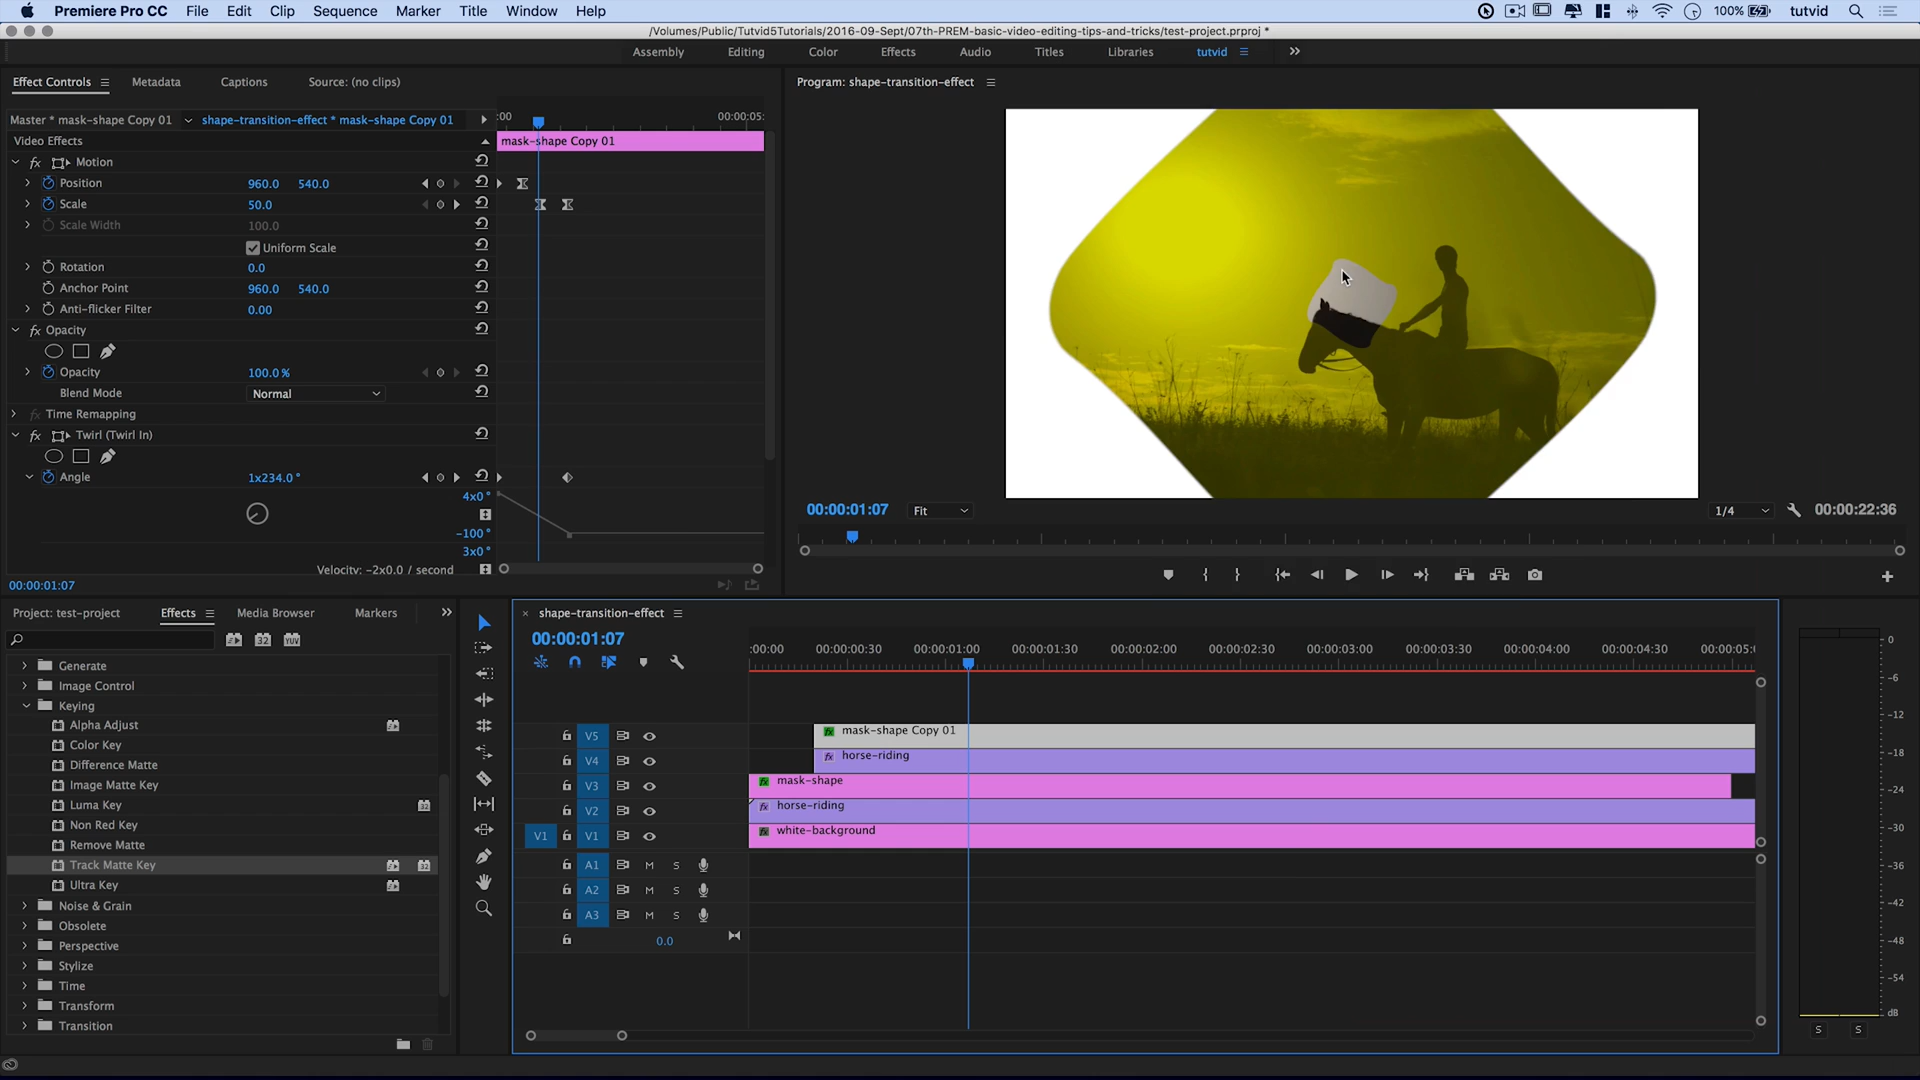 Premiere Pro CC File Edit Clip Sequence Marker Title Window Help 100% tutvid
/Volumes/Public/Tutvid5Tutorials/2016-09-Sept/07th-PREM-basic-video-editing-tips-and-tricks/test-project.prproj *
Assembly Editing Color Effects Audio Titles Libraries tutvid
Effect Controls Metadata Captions Source: (no clips)
Program: shape-transition-effect
Master * mask-shape Copy 01 shape-transition-effect * mask-shape Copy 01 :00 00:00:05:
Video Effects mask-shape Copy 01
fx Motion
Position 960.0 540.0
Scale 50.0
Scale Width 100.0
Uniform Scale
Rotation 0.0
Anchor Point 960.0 540.0
Anti-flicker Filter 0.00
fx Opacity
Opacity 100.0 %
Blend Mode Normal
fx Time Remapping
fx Twirl (Twirl In)
Angle 1x234.0 °
4x0 °
-100 °
3x0 °
Velocity: -2x0.0 / second
00:00:01:07
00:00:01:07 Fit 1/4 00:00:22:36
Project: test-project Effects Media Browser Markers
32 YUV
Generate
Image Control
Keying
Alpha Adjust
Color Key
Difference Matte
Image Matte Key
Luma Key
Non Red Key
Remove Matte
Track Matte Key
Ultra Key
Noise & Grain
Obsolete
Perspective
Stylize
Time
Transform
Transition
× shape-transition-effect
00:00:01:07
:00:00 00:00:00:30 00:00:01:00 00:00:01:30 00:00:02:00 00:00:02:30 00:00:03:00 00:00:03:30 00:00:04:00 00:00:04:30 00:00:05:0
V5 fx mask-shape Copy 01
V4 fx horse-riding
V3 fx mask-shape
V2 fx horse-riding
V1 V1 fx white-background
A1 M S
A2 M S
A3 M S
0.0
0
-6
-12
-18
-24
-30
-36
-42
-48
-54
dB
S S